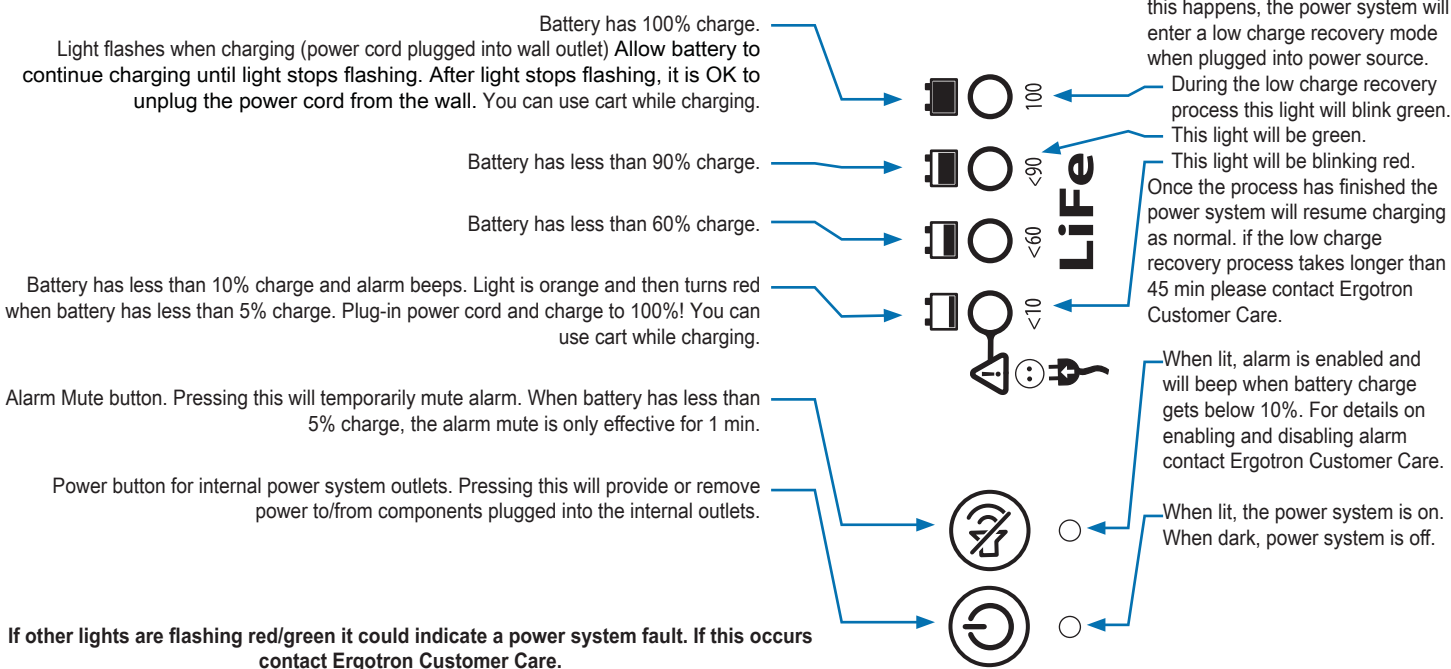 Battery has 100% charge.
Light flashes when charging (power cord plugged into wall outlet) Allow battery to
continue charging until light stops flashing. After light stops flashing, it is OK to
unplug the power cord from the wall. You can use cart while charging.
Battery has less than 90% charge.
Battery has less than 60% charge.
Battery has less than 10% charge and alarm beeps. Light is orange and then turns red
when battery has less than 5% charge. Plug-in power cord and charge to 100%! You can
use cart while charging.
Alarm Mute button. Pressing this will temporarily mute alarm. When battery has less than
5% charge, the alarm mute is only effective for 1 min.
Power button for internal power system outlets. Pressing this will provide or remove
power to/from components plugged into the internal outlets.
If other lights are flashing red/green it could indicate a power system fault. If this occurs
contact Ergotron Customer Care.
100
<90
<60
<10
LiFe
this happens, the power system will
enter a low charge recovery mode
when plugged into power source.
During the low charge recovery
process this light will blink green.
This light will be green.
This light will be blinking red.
Once the process has finished the
power system will resume charging
as normal. if the low charge
recovery process takes longer than
45 min please contact Ergotron
Customer Care.
When lit, alarm is enabled and
will beep when battery charge
gets below 10%. For details on
enabling and disabling alarm
contact Ergotron Customer Care.
When lit, the power system is on.
When dark, power system is off.